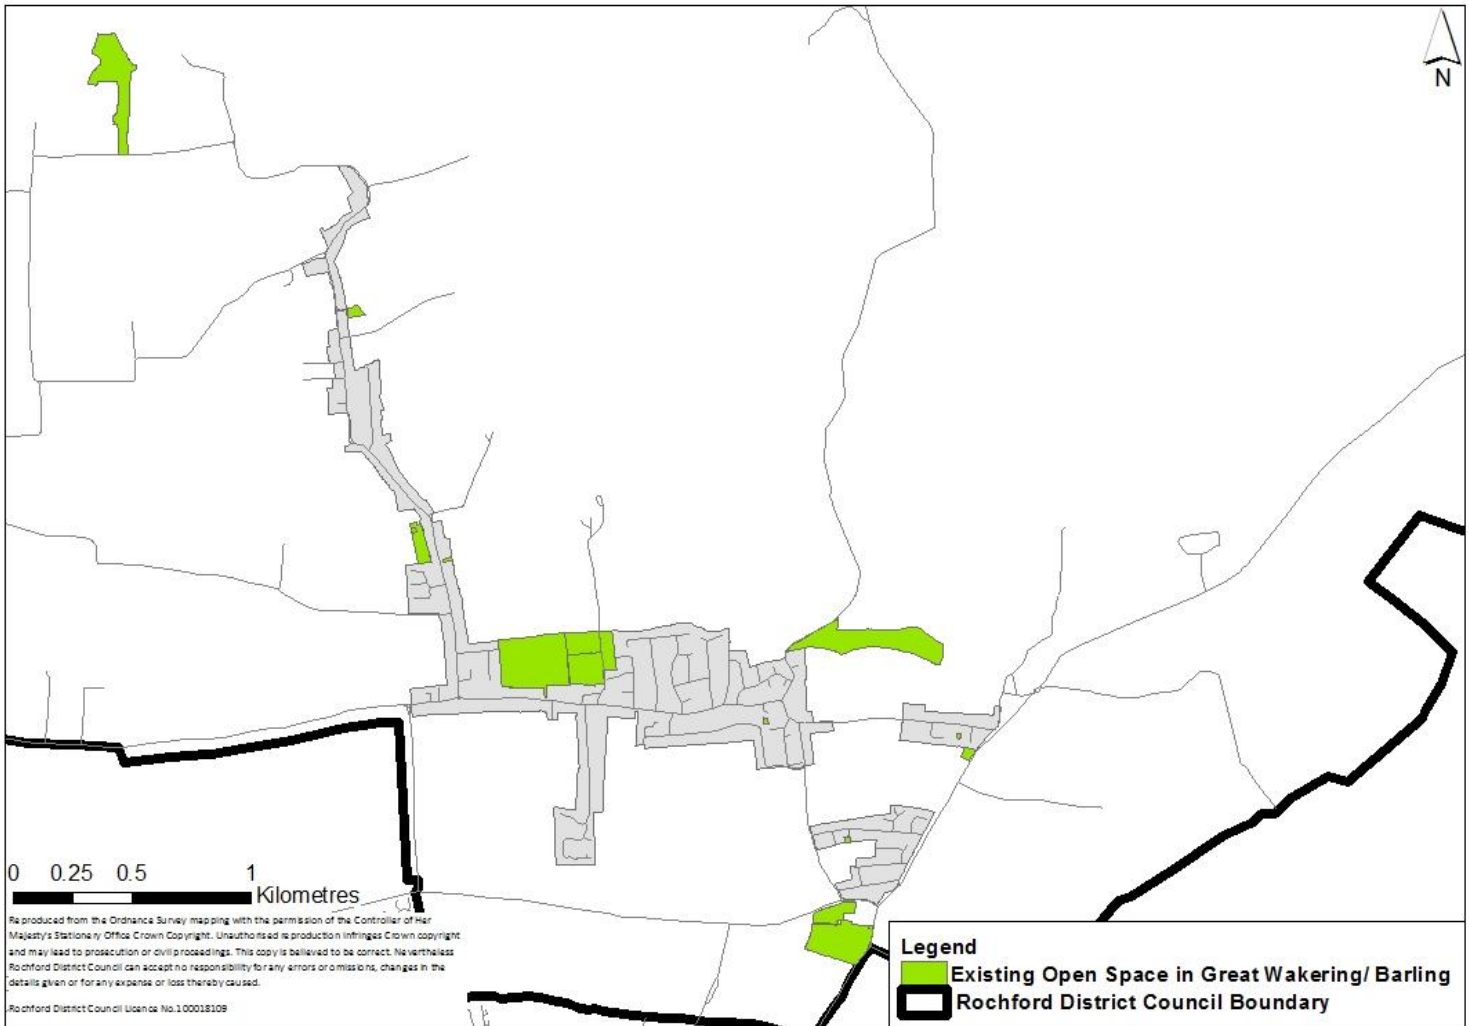 N
0 0.25 0.5 1
Kilometres
Reproduced from the Ordnance Survey mapping with the permission of the Controller of Her
Majesty's Stationery Office Crown Copyright. Unauthorised reproduction infringes Crown copyright
and may lead to prosecution or civil proceedings. This copy is believed to be correct. Nevertheless
Rochford District Council can accept no responsibility for any errors or omissions, changes in the
details given or for any expense or loss thereby caused.
Rochford District Council Licence No.100018109
Legend
Existing Open Space in Great Wakering/ Barling
Rochford District Council Boundary